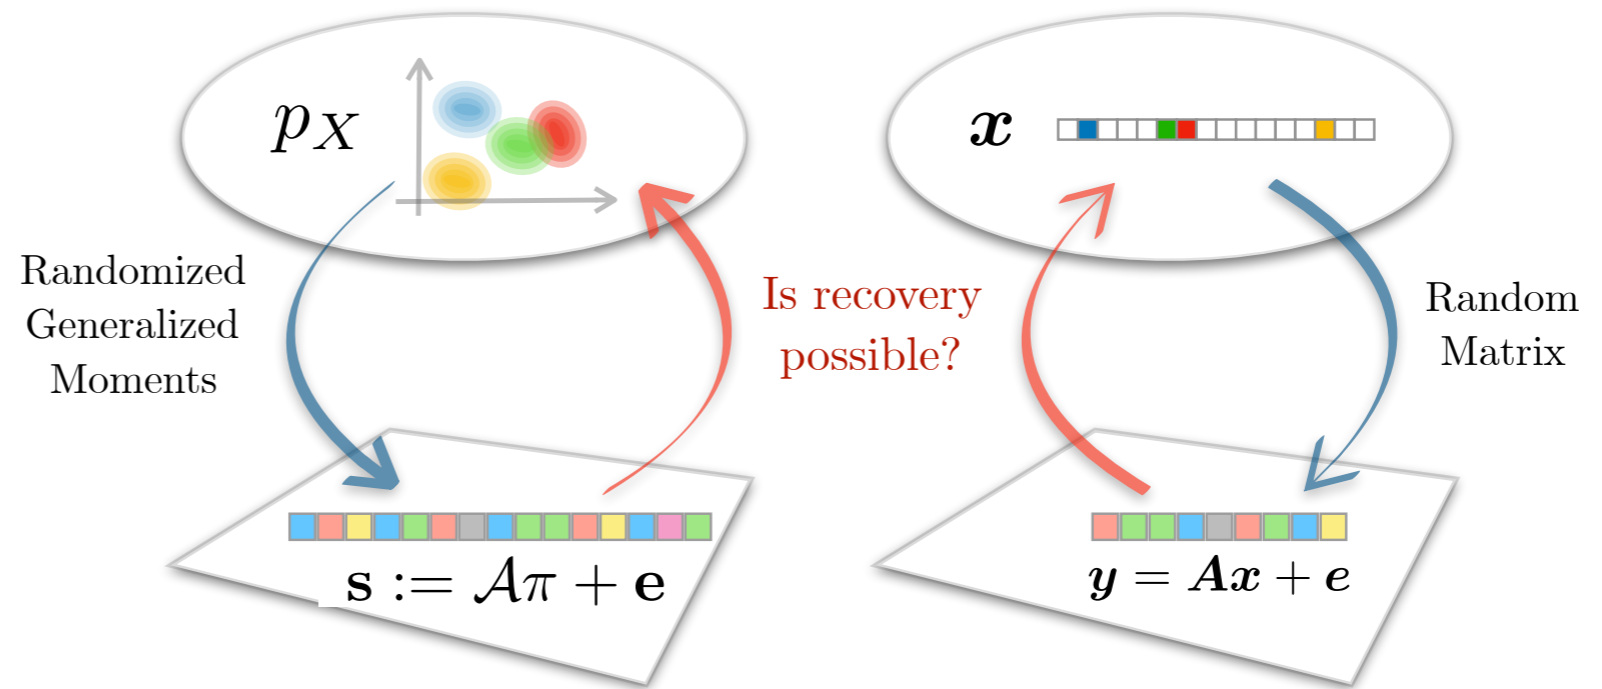 p_X
x
Randomized
Generalized
Moments
Is recovery
possible?
Random
Matrix
s := 𝒜π + e
y = Ax + e